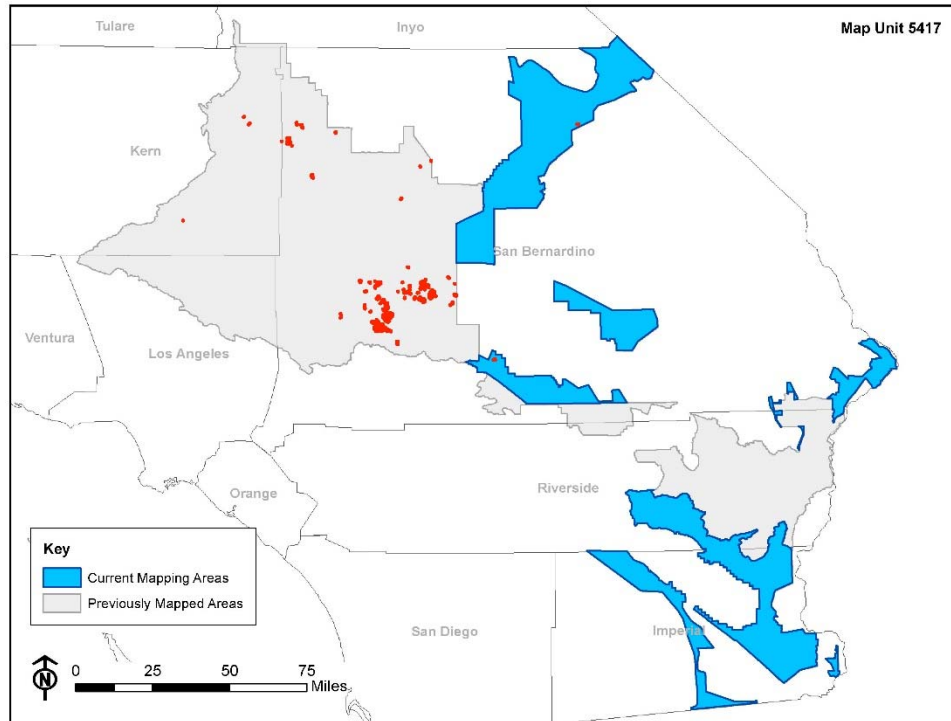 Tulare
Inyo
Map Unit 5417
Kern
San Bernardino
Ventura
Los Angeles
Orange
Riverside
Key
Current Mapping Areas
Previously Mapped Areas
San Diego
Imperial
N
0 25 50 75
Miles